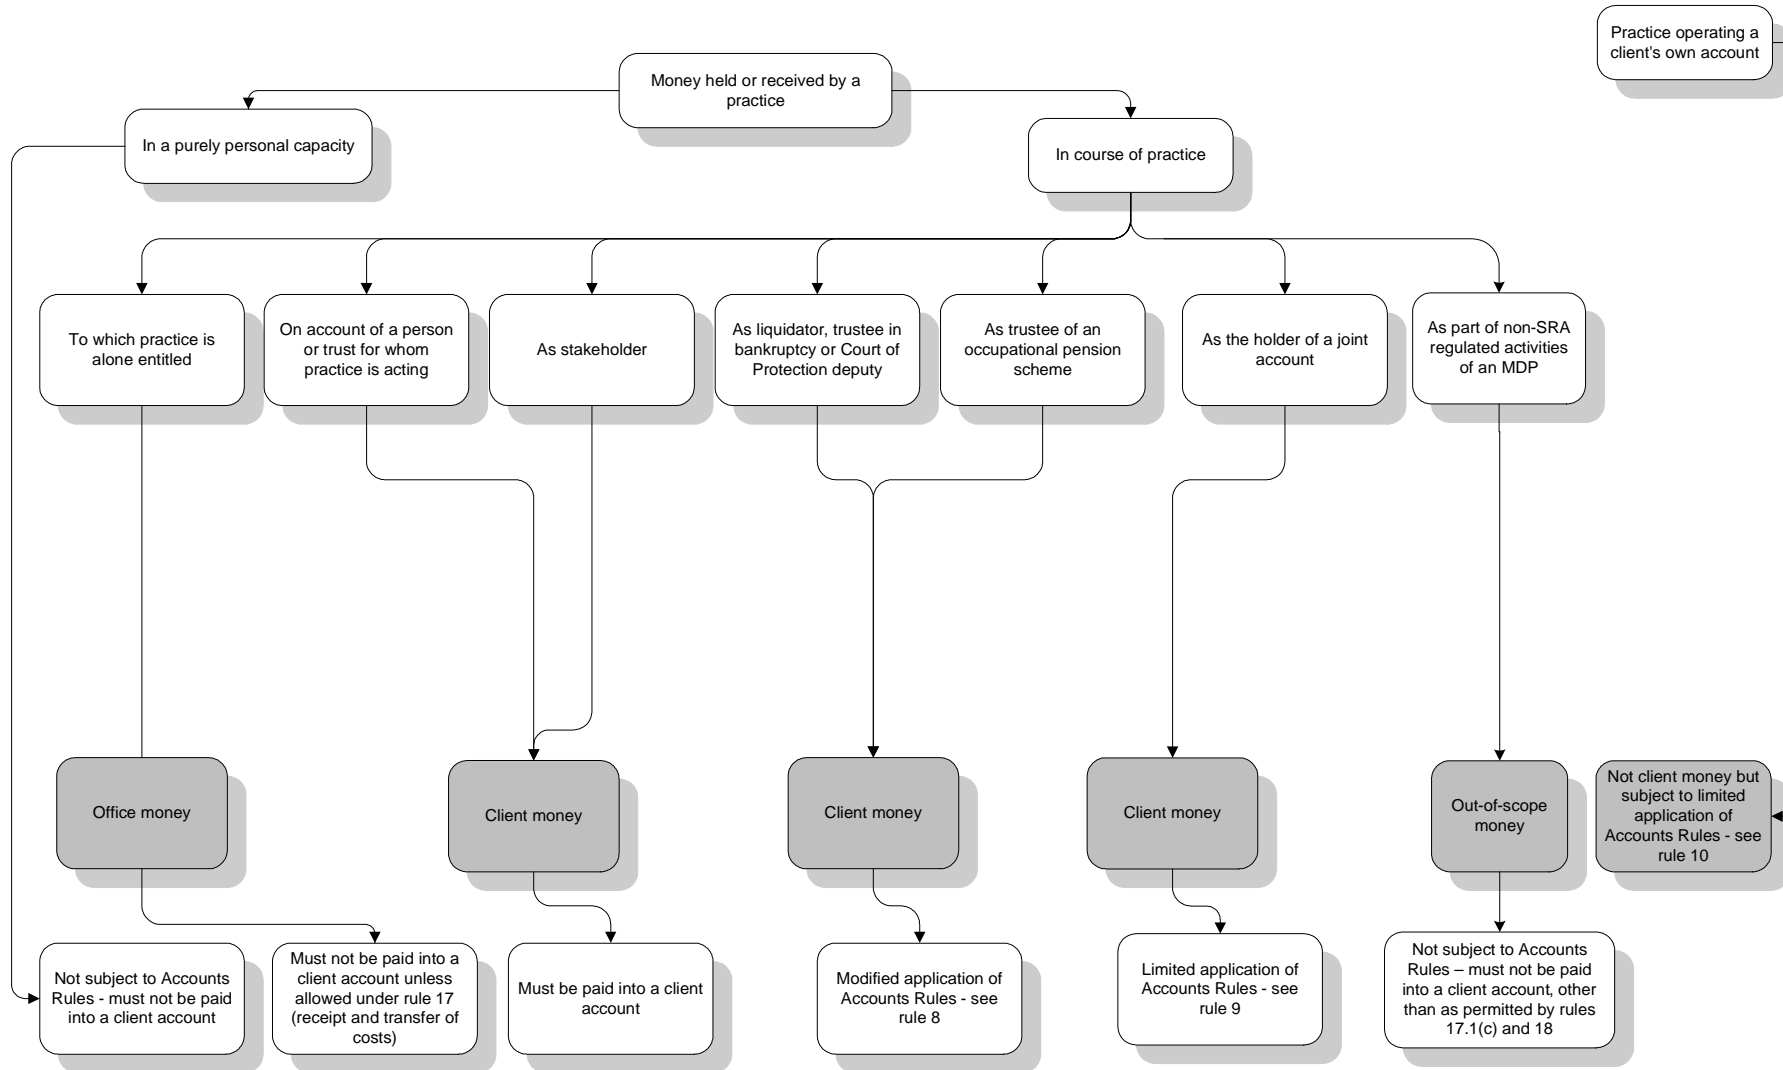 Practice operating a
client's own account
Money held or received by a
practice
In a purely personal capacity
In course of practice
To which practice is
alone entitled
On account of a person
or trust for whom
practice is acting
As stakeholder
As liquidator, trustee in
bankruptcy or Court of
Protection deputy
As trustee of an
occupational pension
scheme
As the holder of a joint
account
As part of non-SRA
regulated activities
of an MDP
Office money
Client money
Client money
Client money
Out-of-scope
money
Not client money but
subject to limited
application of
Accounts Rules - see
rule 10
Not subject to Accounts
Rules - must not be paid
into a client account
Must not be paid into a
client account unless
allowed under rule 17
(receipt and transfer of
costs)
Must be paid into a client
account
Modified application of
Accounts Rules - see
rule 8
Limited application of
Accounts Rules - see
rule 9
Not subject to Accounts
Rules – must not be paid
into a client account, other
than as permitted by rules
17.1(c) and 18